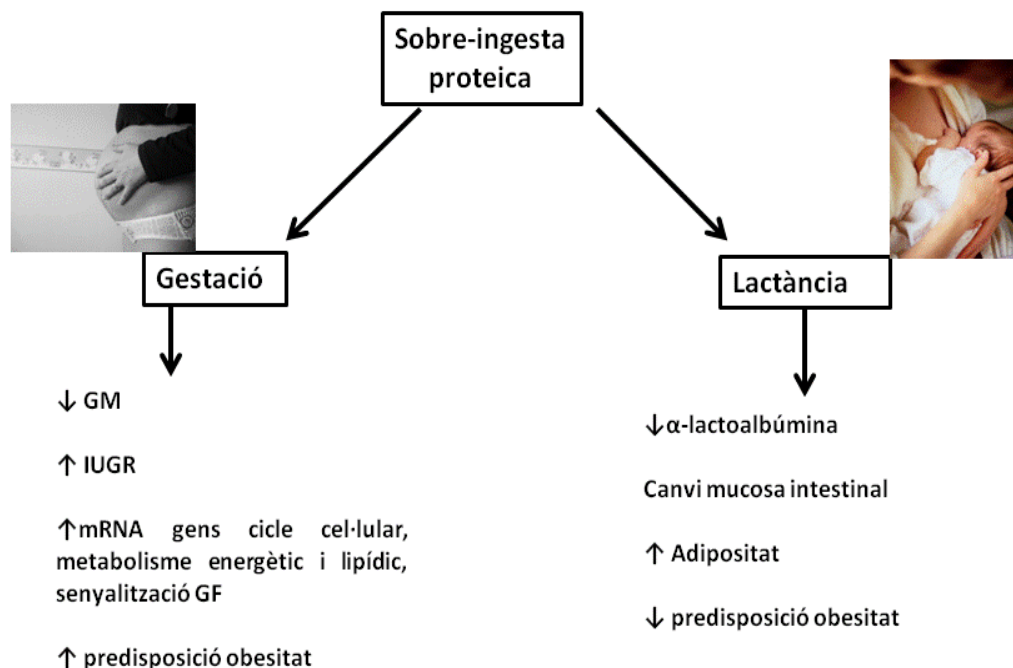 Sobre-ingesta
proteica
Gestació
↓ GM
↑ IUGR
↑mRNA gens cicle cel·lular,
metabolisme energètic i lipídic,
senyalització GF
↑ predisposició obesitat
Lactància
↓α-lactoalbúmina
Canvi mucosa intestinal
↑ Adipositat
↓ predisposició obesitat